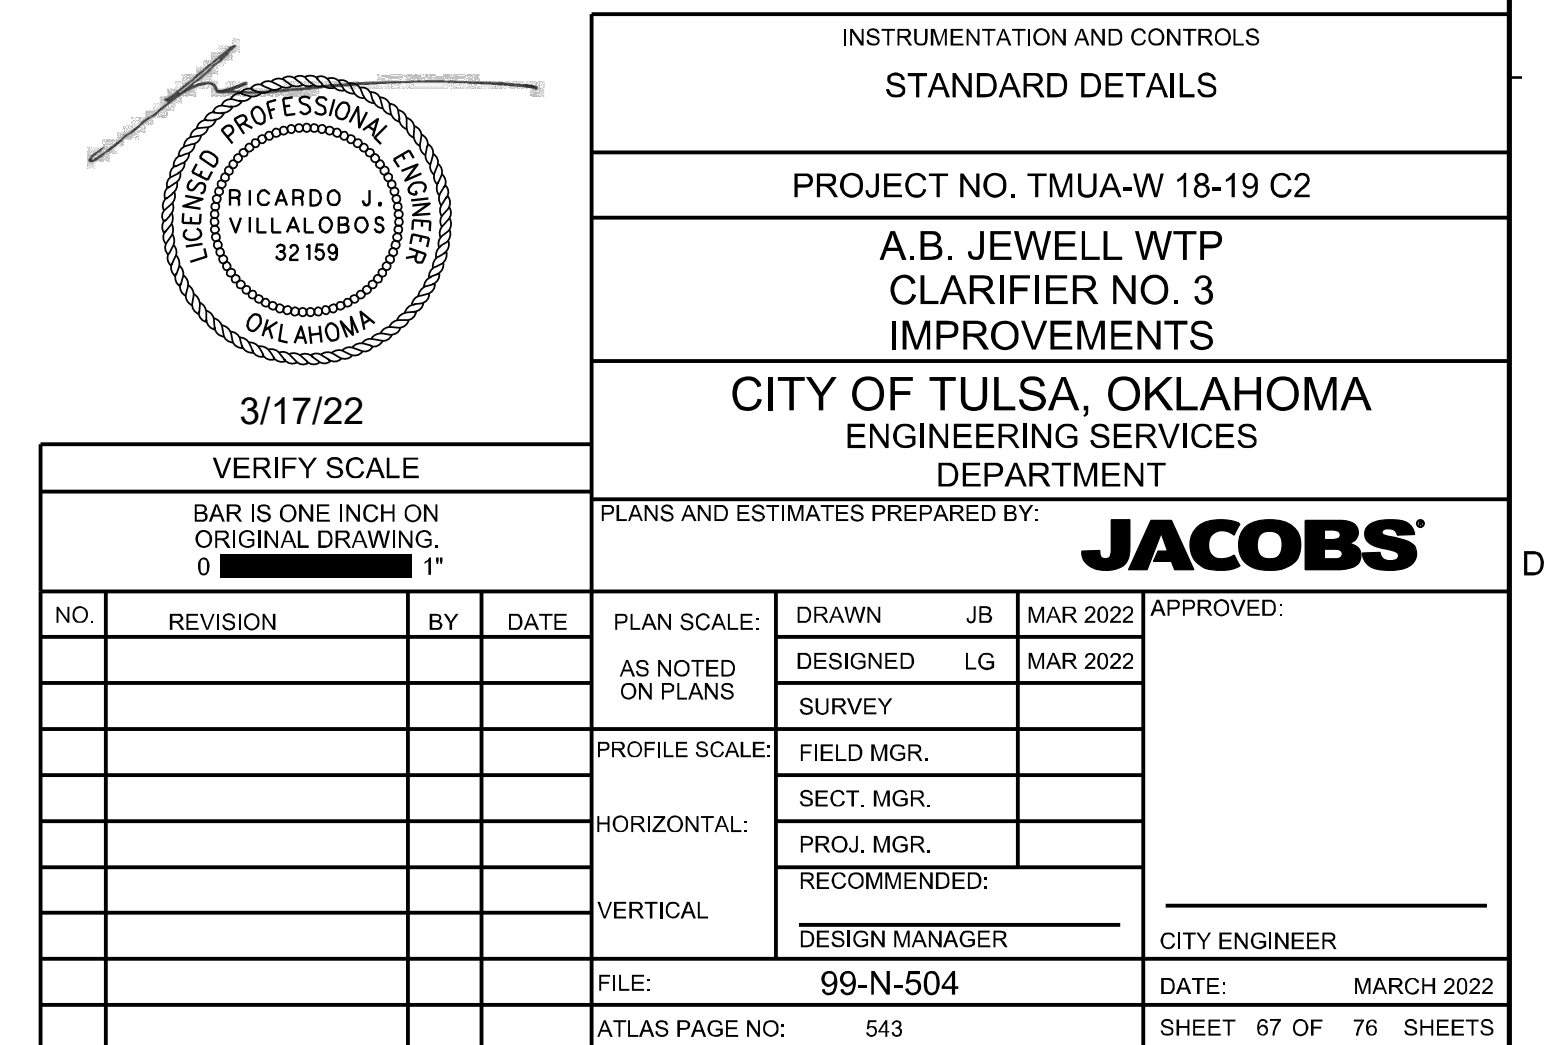 INSTRUMENTATION AND CONTROLS
STANDARD DETAILS
PROJECT NO. TMUA-W 18-19 C2
A.B. JEWELL WTP
CLARIFIER NO. 3
IMPROVEMENTS
CITY OF TULSA, OKLAHOMA
ENGINEERING SERVICES
DEPARTMENT
PLANS AND ESTIMATES PREPARED BY:
JACOBS®
LICENSED PROFESSIONAL ENGINEER
RICARDO J.
VILLALOBOS
32159
OKLAHOMA
3/17/22
VERIFY SCALE
BAR IS ONE INCH ON
ORIGINAL DRAWING.
0 1"
D
NO. REVISION BY DATE
PLAN SCALE:
AS NOTED
ON PLANS
PROFILE SCALE:
HORIZONTAL:
VERTICAL
DRAWN JB MAR 2022
DESIGNED LG MAR 2022
SURVEY
FIELD MGR.
SECT. MGR.
PROJ. MGR.
RECOMMENDED:
DESIGN MANAGER
APPROVED:
CITY ENGINEER
FILE: 99-N-504
DATE: MARCH 2022
ATLAS PAGE NO: 543
SHEET 67 OF 76 SHEETS